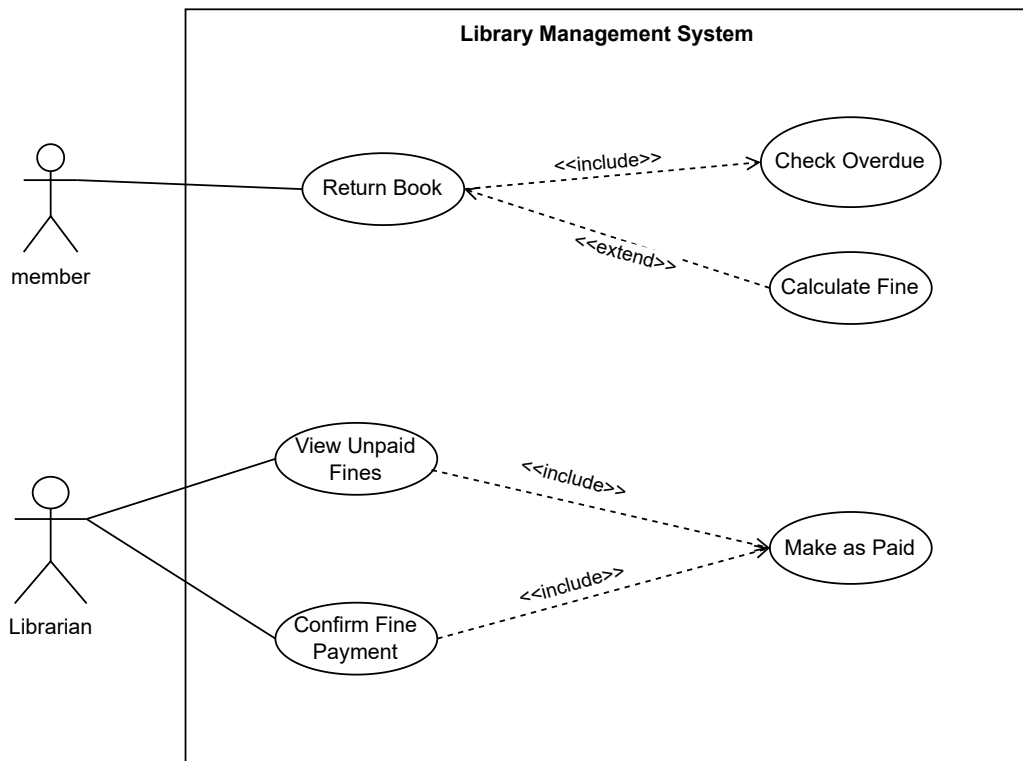 Library Management System
member
Return Book
<<include>>
Check Overdue
<<extend>>
Calculate Fine
Librarian
View Unpaid
Fines
<<include>>
Make as Paid
<<include>>
Confirm Fine
Payment